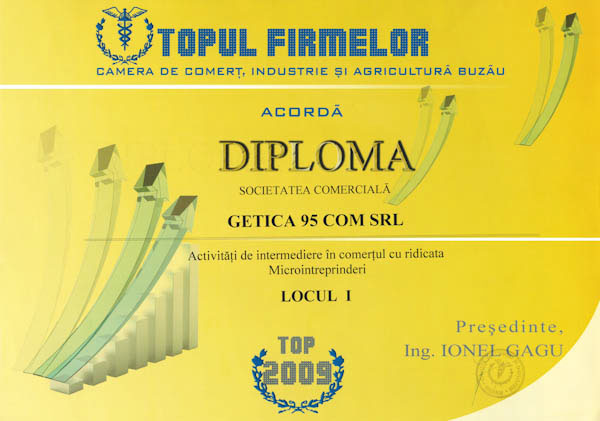 TOPUL FIRMELOR
CAMERA DE COMERȚ, INDUSTRIE ȘI AGRICULTURĂ BUZĂU
ACORDĂ
DIPLOMA
SOCIETATEA COMERCIALĂ
GETICA 95 COM SRL
Activități de intermediere în comerțul cu ridicata
Microintreprinderi
LOCUL I
TOP
2009
Președinte,
Ing. IONEL GAGU